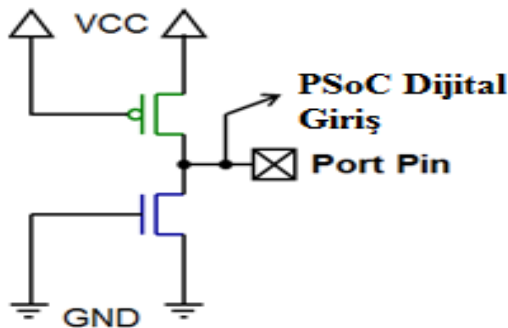 VCC
PSoC Dijital
Giriş
Port Pin
GND